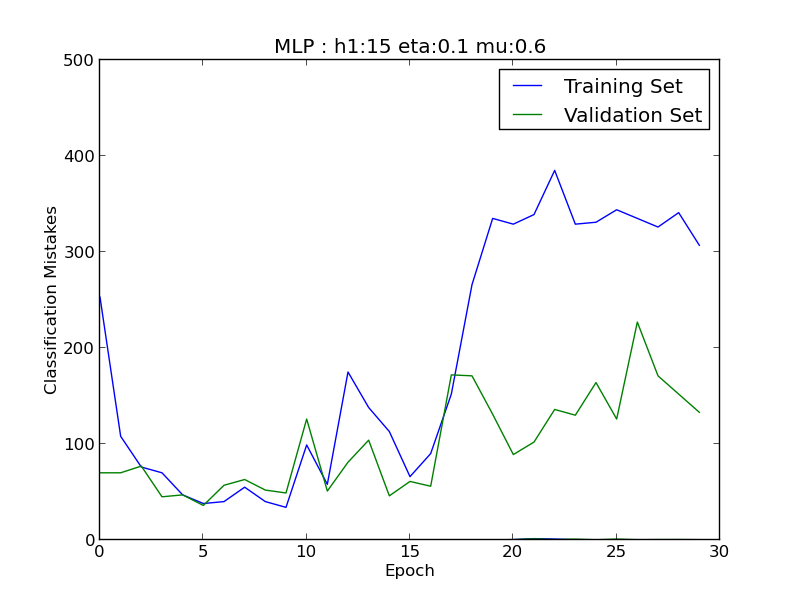 MLP : h1:15 eta:0.1 mu:0.6
500
Training Set
Validation Set
400
300
200
100
0
Classification Mistakes
0 5 10 15 20 25 30
Epoch